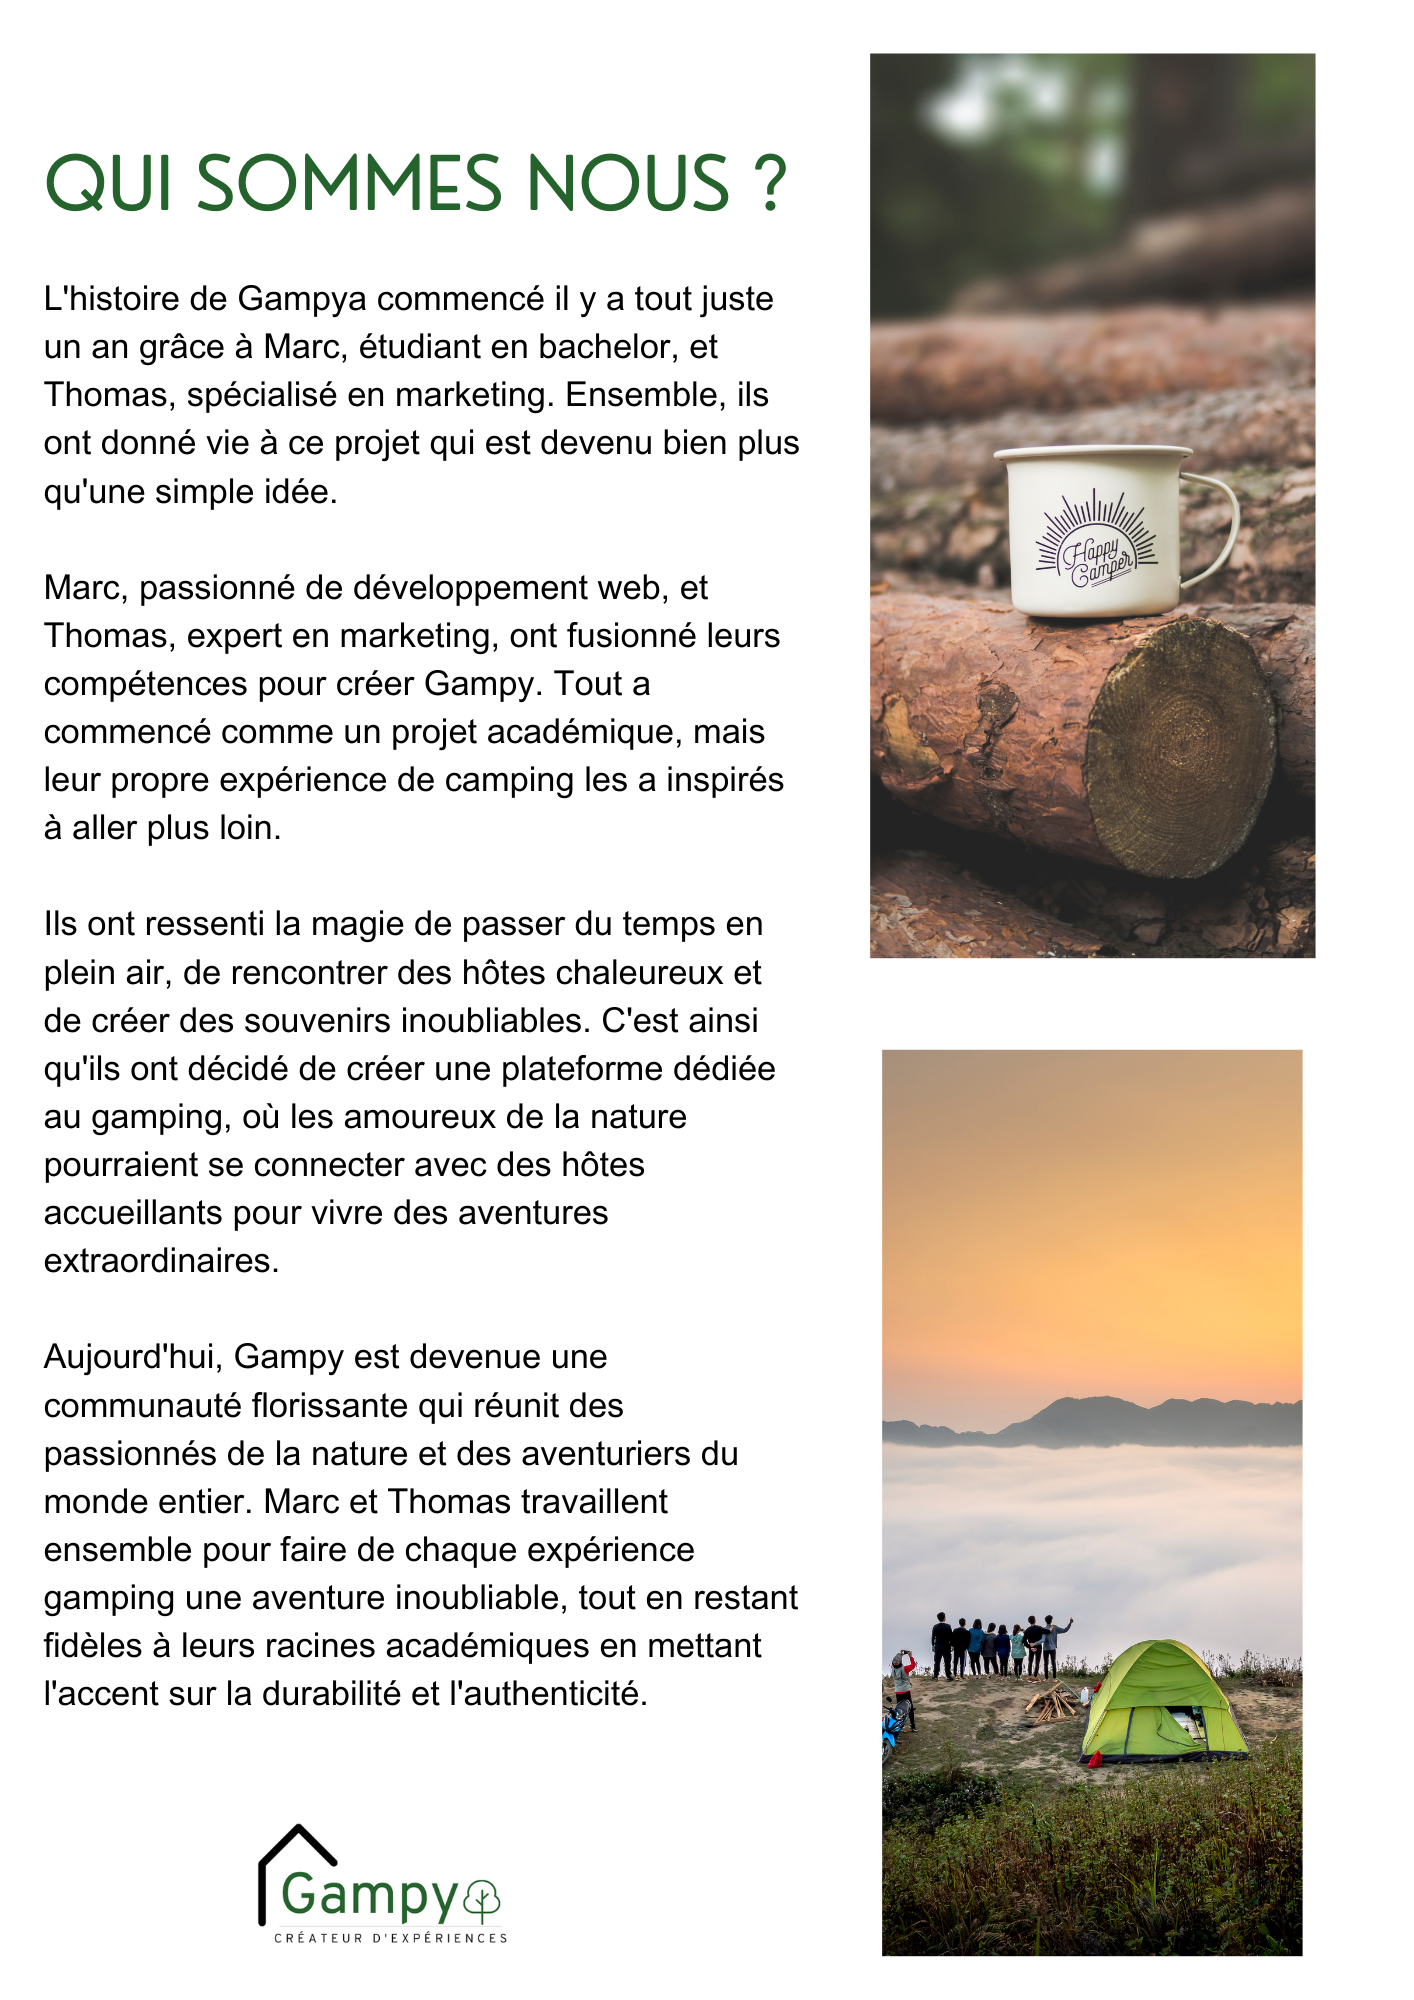 QUI SOMMES NOUS ?
L'histoire de Gampya commencé il y a tout juste
un an grâce à Marc, étudiant en bachelor, et
Thomas, spécialisé en marketing. Ensemble, ils
ont donné vie à ce projet qui est devenu bien plus
qu'une simple idée.
Marc, passionné de développement web, et
Thomas, expert en marketing, ont fusionné leurs
compétences pour créer Gampy. Tout a
commencé comme un projet académique, mais
leur propre expérience de camping les a inspirés
à aller plus loin.
Ils ont ressenti la magie de passer du temps en
plein air, de rencontrer des hôtes chaleureux et
de créer des souvenirs inoubliables. C'est ainsi
qu'ils ont décidé de créer une plateforme dédiée
au gamping, où les amoureux de la nature
pourraient se connecter avec des hôtes
accueillants pour vivre des aventures
extraordinaires.
Aujourd'hui, Gampy est devenue une
communauté florissante qui réunit des
passionnés de la nature et des aventuriers du
monde entier. Marc et Thomas travaillent
ensemble pour faire de chaque expérience
gamping une aventure inoubliable, tout en restant
fidèles à leurs racines académiques en mettant
l'accent sur la durabilité et l'authenticité.
Gampy
CRÉATEUR D'EXPÉRIENCES
Happy
Camper